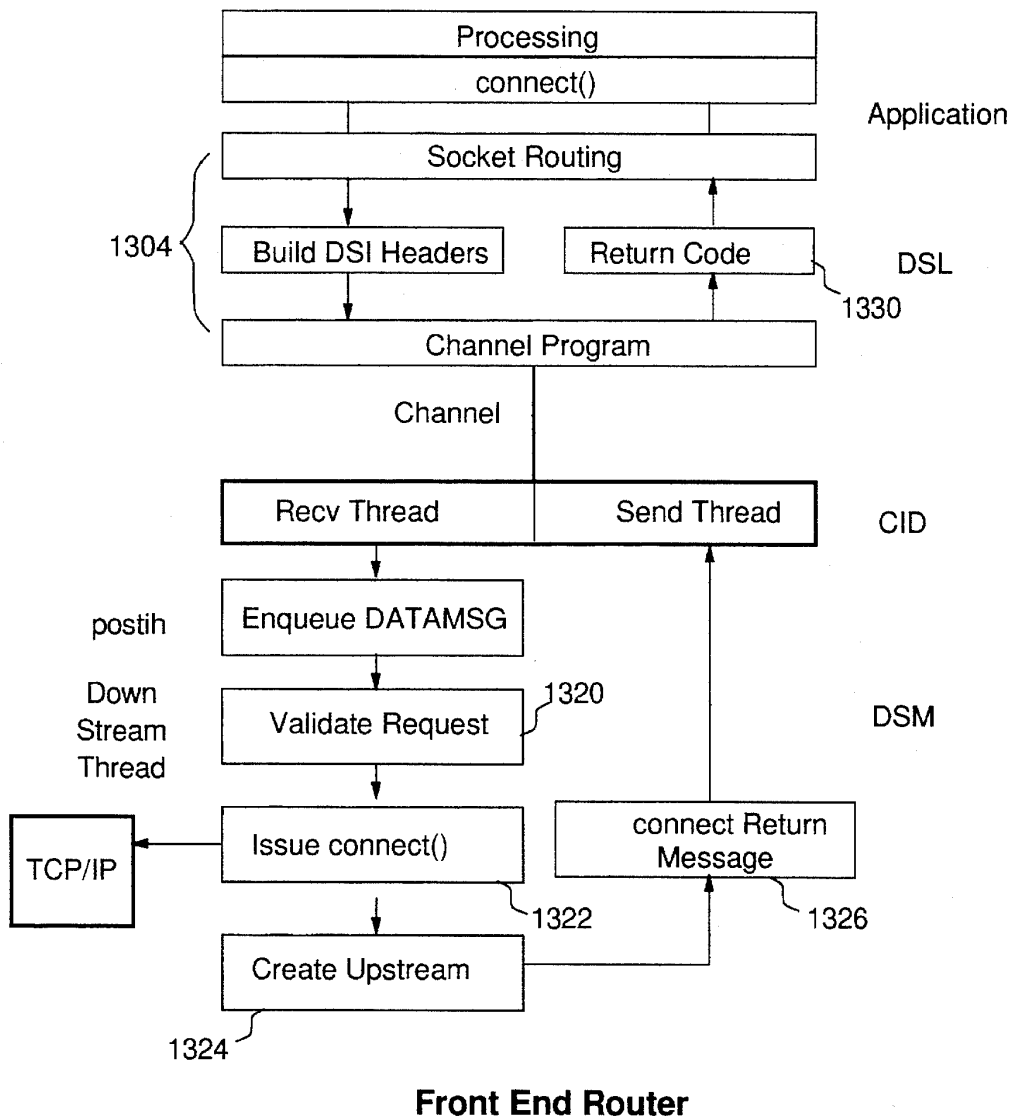 Processing
connect()
Application
Socket Routing
1304
Build DSI Headers
Return Code
DSL
1330
Channel Program
Channel
Recv Thread
Send Thread
CID
postih
Enqueue DATAMSG
Down
Stream
Thread
1320
Validate Request
DSM
TCP/IP
Issue connect()
connect Return
Message
1322
1326
Create Upstream
1324
Front End Router